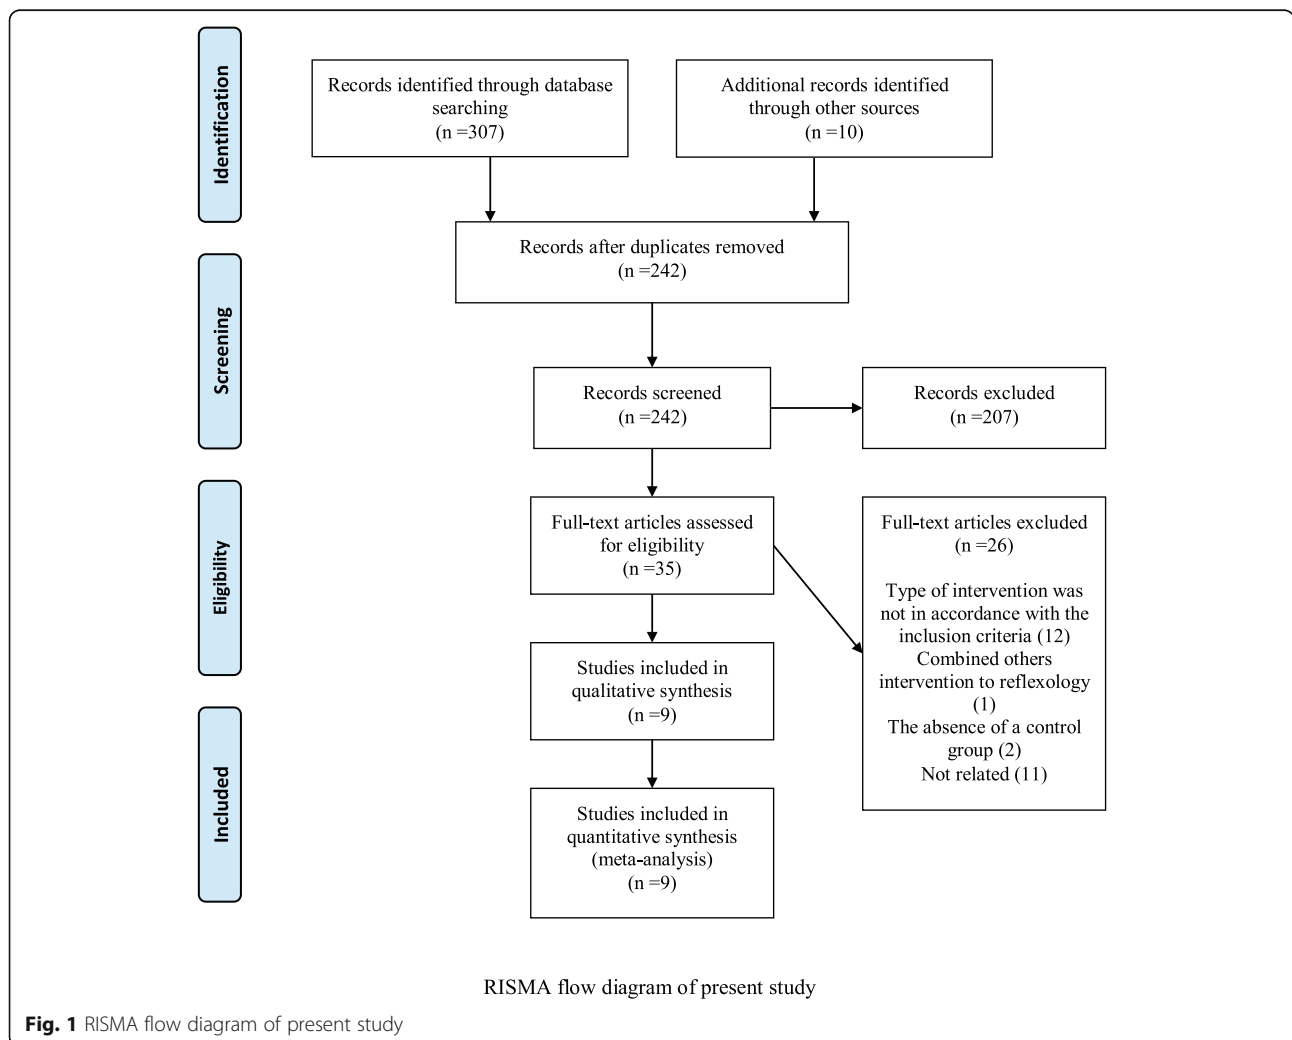 Identification
Records identified through database
searching
(n =307)
Additional records identified
through other sources
(n =10)
Records after duplicates removed
(n =242)
Screening
Records screened
(n =242)
Records excluded
(n =207)
Eligibility
Full-text articles assessed
for eligibility
(n =35)
Full-text articles excluded
(n =26)
Type of intervention was
not in accordance with the
inclusion criteria (12)
Combined others
intervention to reflexology
(1)
The absence of a control
group (2)
Not related (11)
Studies included in
qualitative synthesis
(n =9)
Included
Studies included in
quantitative synthesis
(meta-analysis)
(n =9)
RISMA flow diagram of present study
Fig. 1 RISMA flow diagram of present study